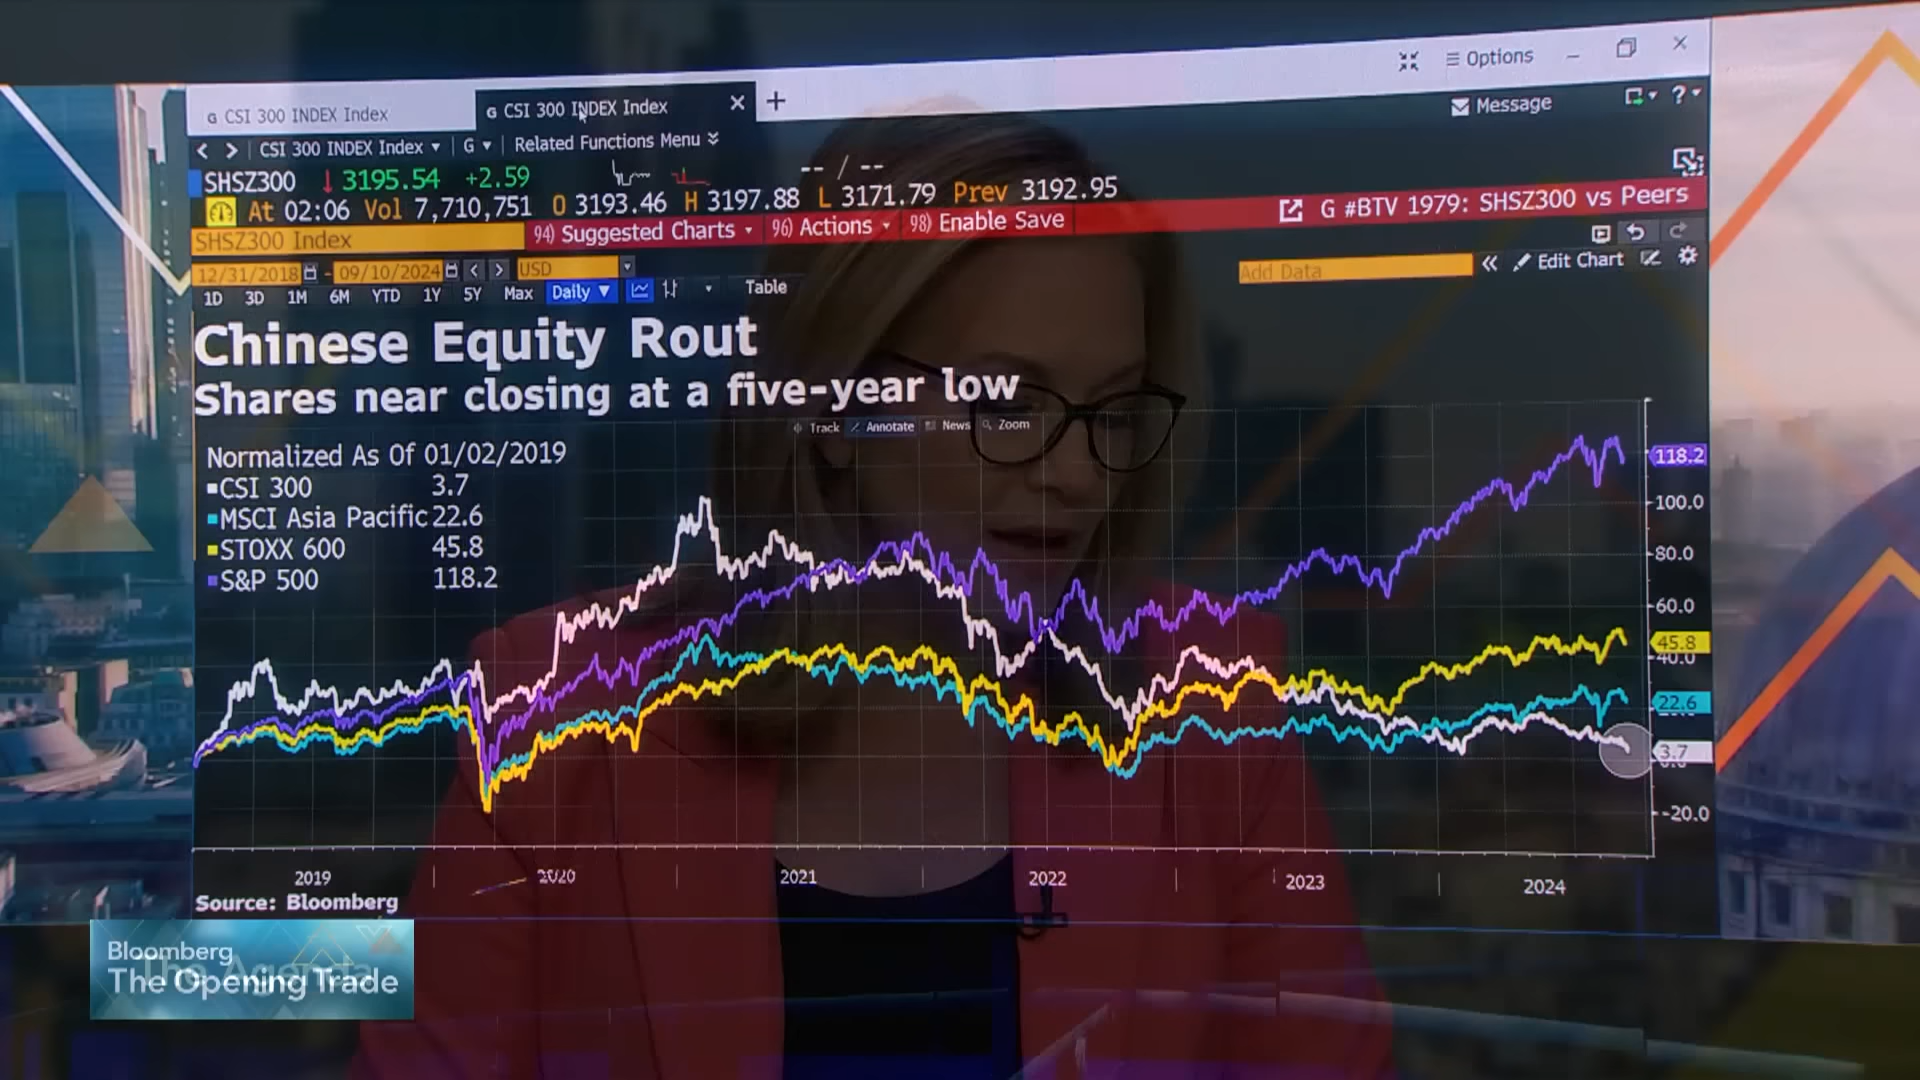 Options
G CSI 300 INDEX Index
G CSI 300 INDEX Index
Message
CSI 300 INDEX Index
G
Related Functions Menu
SHSZ300 ↓3195.54 +2.59 -- / --
At 02:06 Vol 7,710,751 O 3193.46 H 3197.88 L 3171.79 Prev 3192.95
SHSZ300 Index
94) Suggested Charts
96) Actions
98) Enable Save
G #BTV 1979: SHSZ300 vs Peers
12/31/2018 - 09/10/2024
USD
Add Data
Edit Chart
1D 3D 1M 6M YTD 1Y 5Y Max Daily Table
Chinese Equity Rout
Shares near closing at a five-year low
Track Annotate News Zoom
Normalized As Of 01/02/2019
CSI 300 3.7
MSCI Asia Pacific 22.6
STOXX 600 45.8
S&P 500 118.2
118.2
100.0
80.0
60.0
45.8
40.0
22.6
3.7
0.0
-20.0
2019 2020 2021 2022 2023 2024
Source: Bloomberg
Bloomberg
The Opening Trade
The Agenda